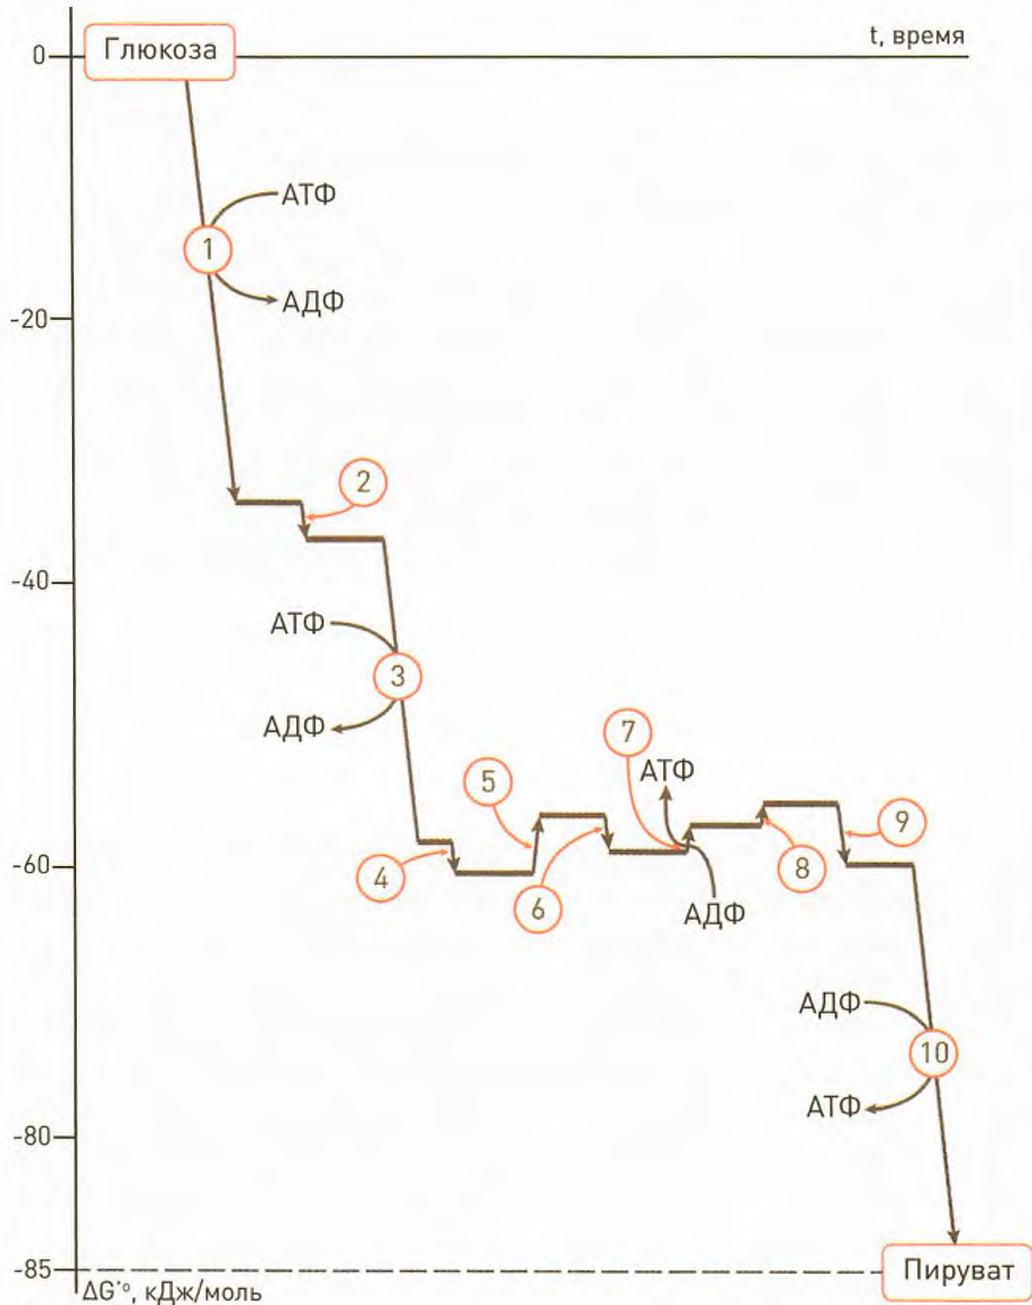 Глюкоза
t, время
0
АТФ
1
АДФ
-20
2
-40
АТФ
3
АДФ
7
АТФ
5
9
-60
4
8
6
АДФ
АДФ
10
АТФ
-80
Пируват
-85
ΔG'°, кДж/моль